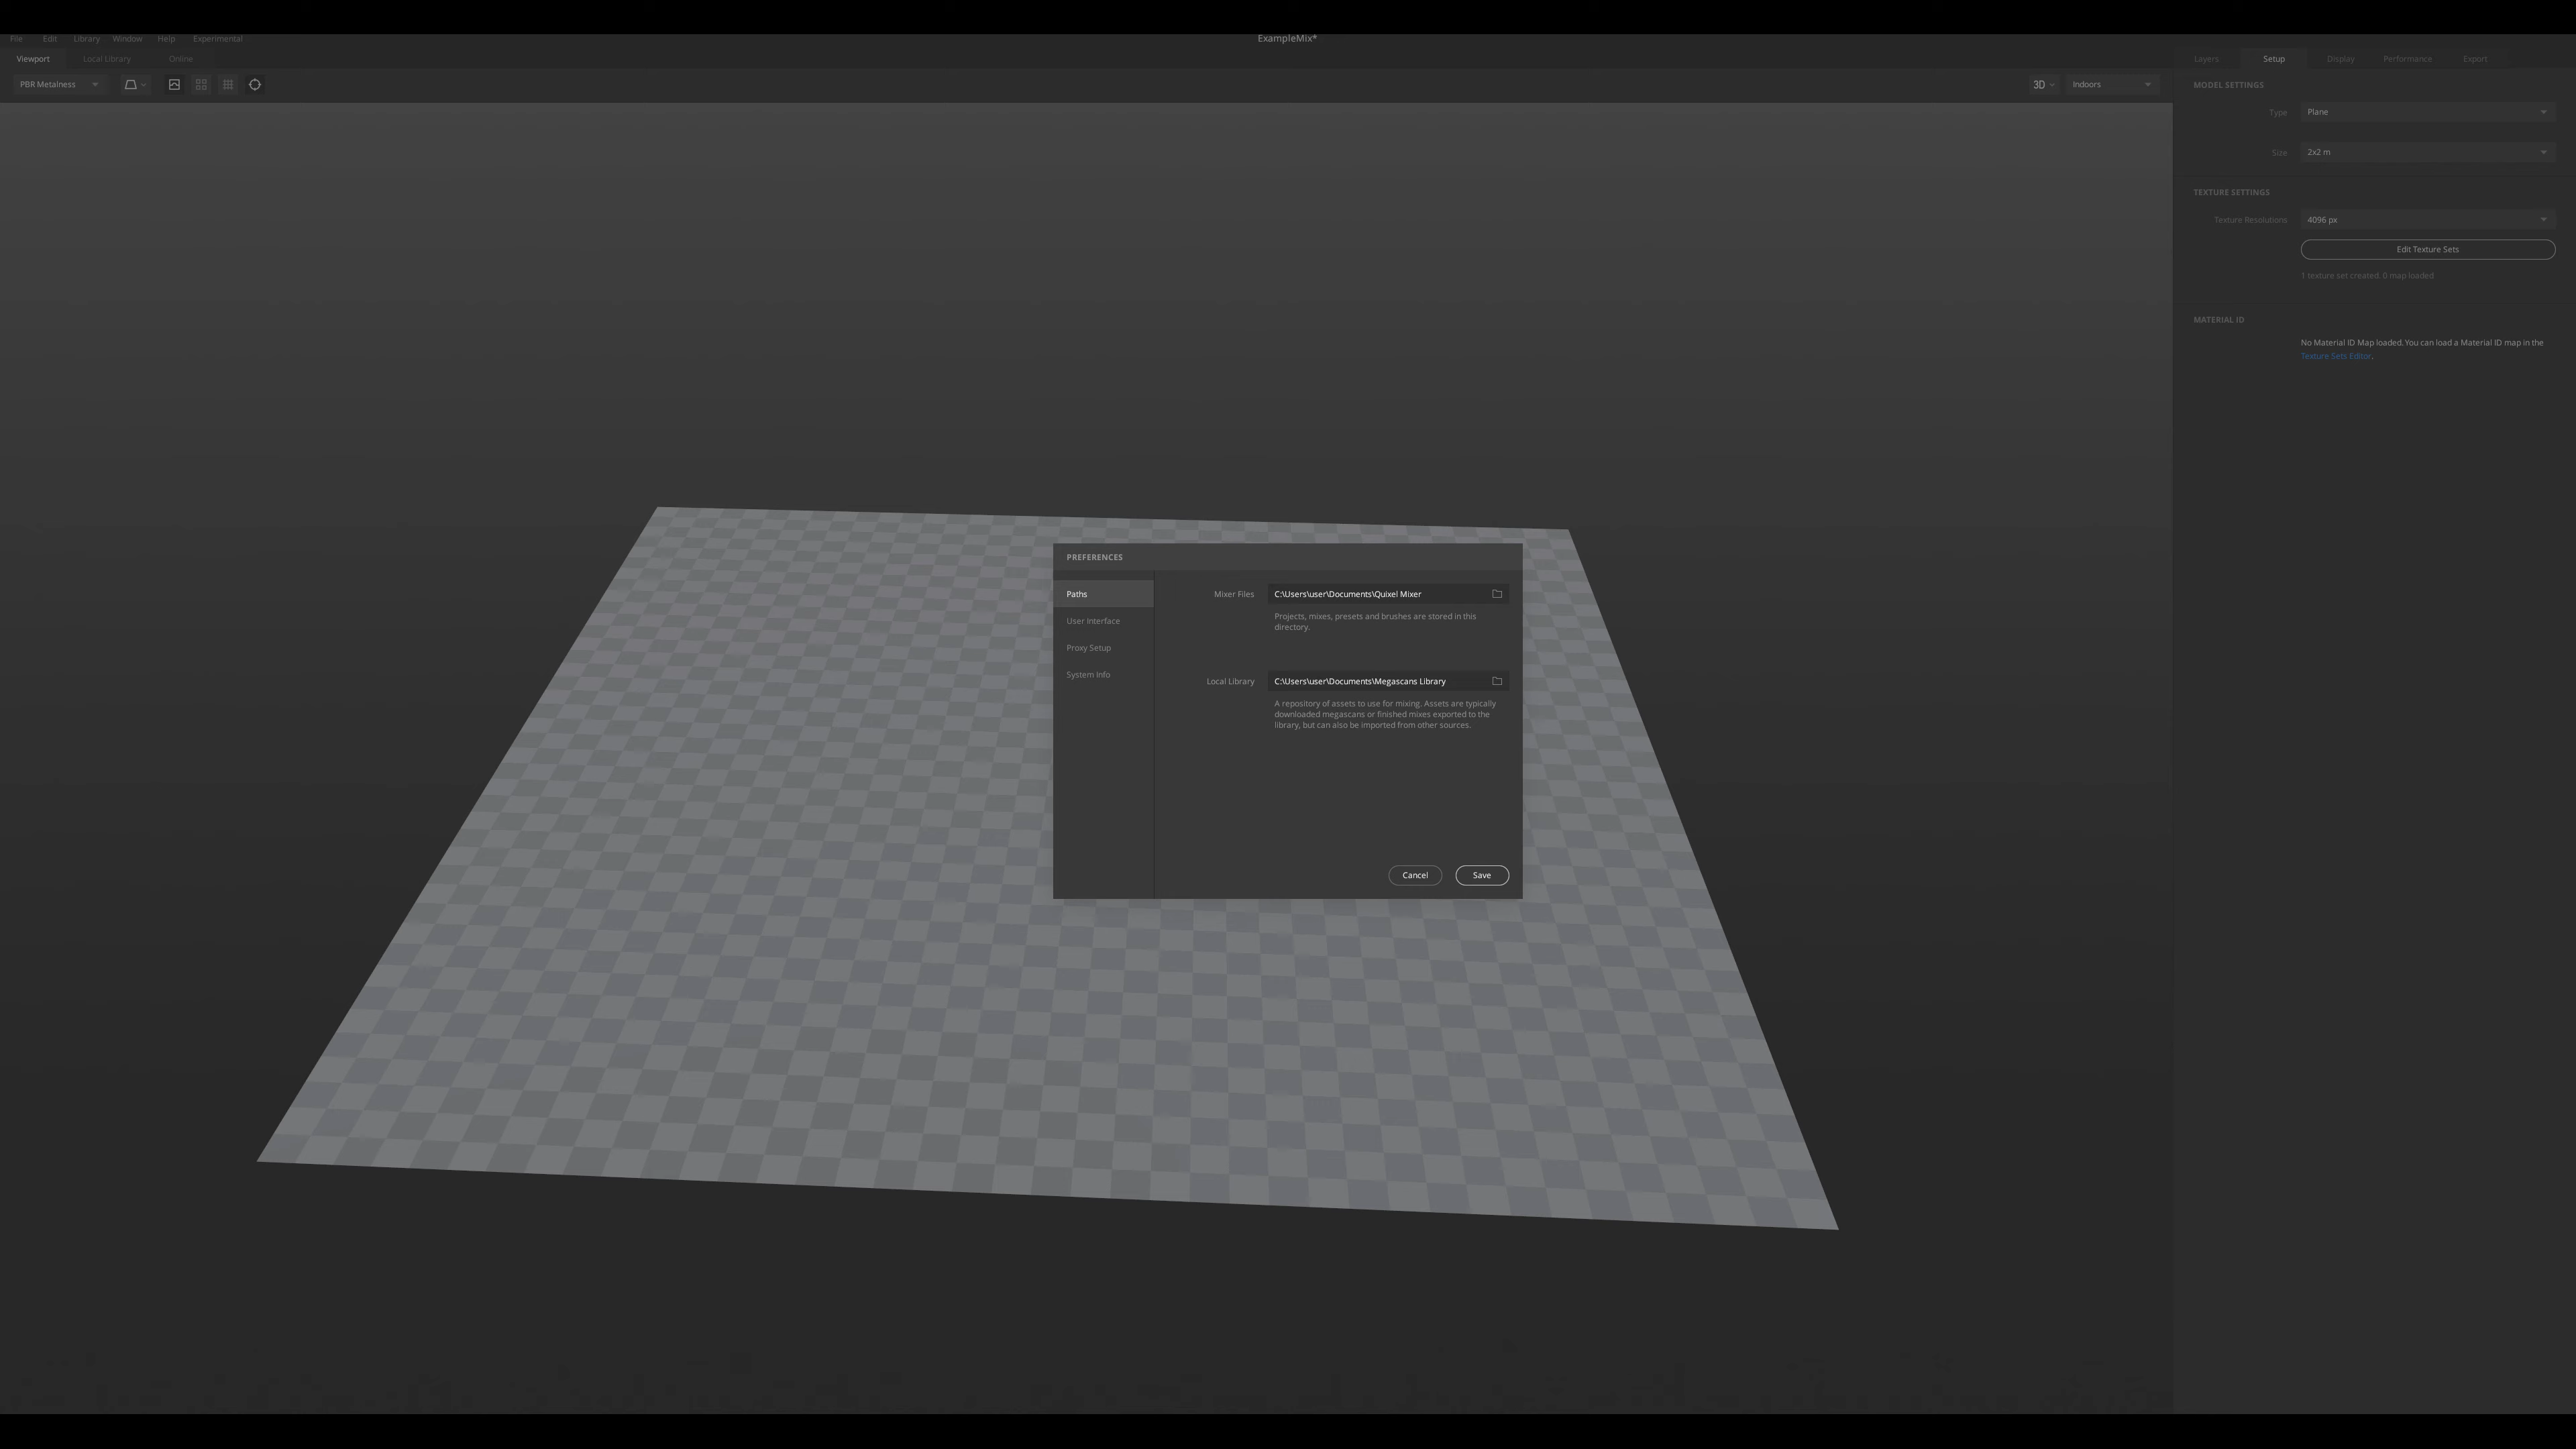 File Edit Library Window Help Experimental
ExampleMix*
Viewport Local Library Online
Layers Setup Display Performance Export
PBR Metalness
3D Indoors
MODEL SETTINGS
Type Plane
Size 2x2 m
TEXTURE SETTINGS
Texture Resolutions 4096 px
Edit Texture Sets
1 texture set created. 0 map loaded
MATERIAL ID
No Material ID Map loaded. You can load a Material ID map in the
Texture Sets Editor.
PREFERENCES
Paths
User Interface
Proxy Setup
System Info
Mixer Files C:\Users\user\Documents\Quixel Mixer
Projects, mixes, presets and brushes are stored in this
directory.
Local Library C:\Users\user\Documents\Megascans Library
A repository of assets to use for mixing. Assets are typically
downloaded megascans or finished mixes exported to the
library, but can also be imported from other sources.
Cancel Save